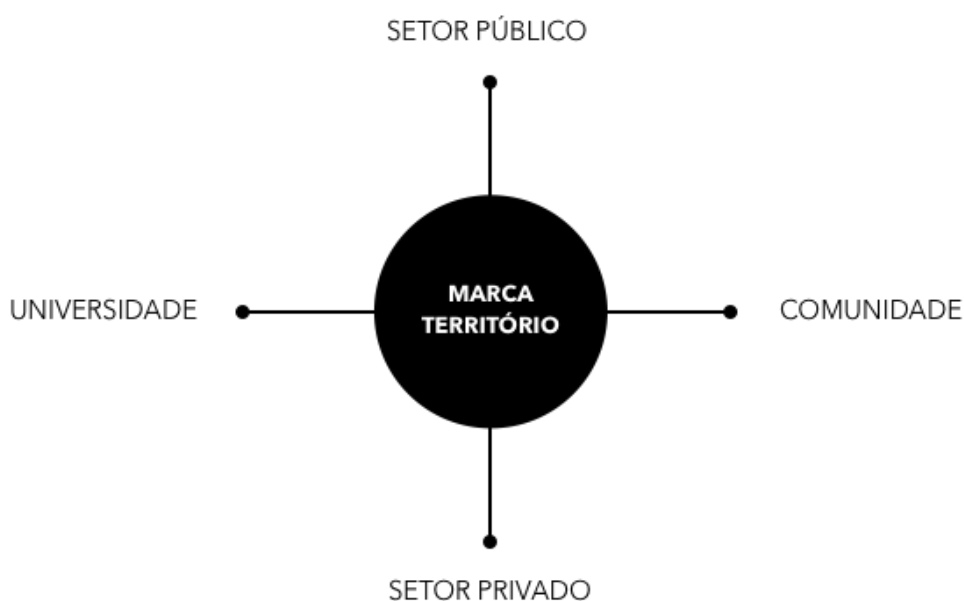 SETOR PÚBLICO
UNIVERSIDADE
MARCA
TERRITÓRIO
COMUNIDADE
SETOR PRIVADO